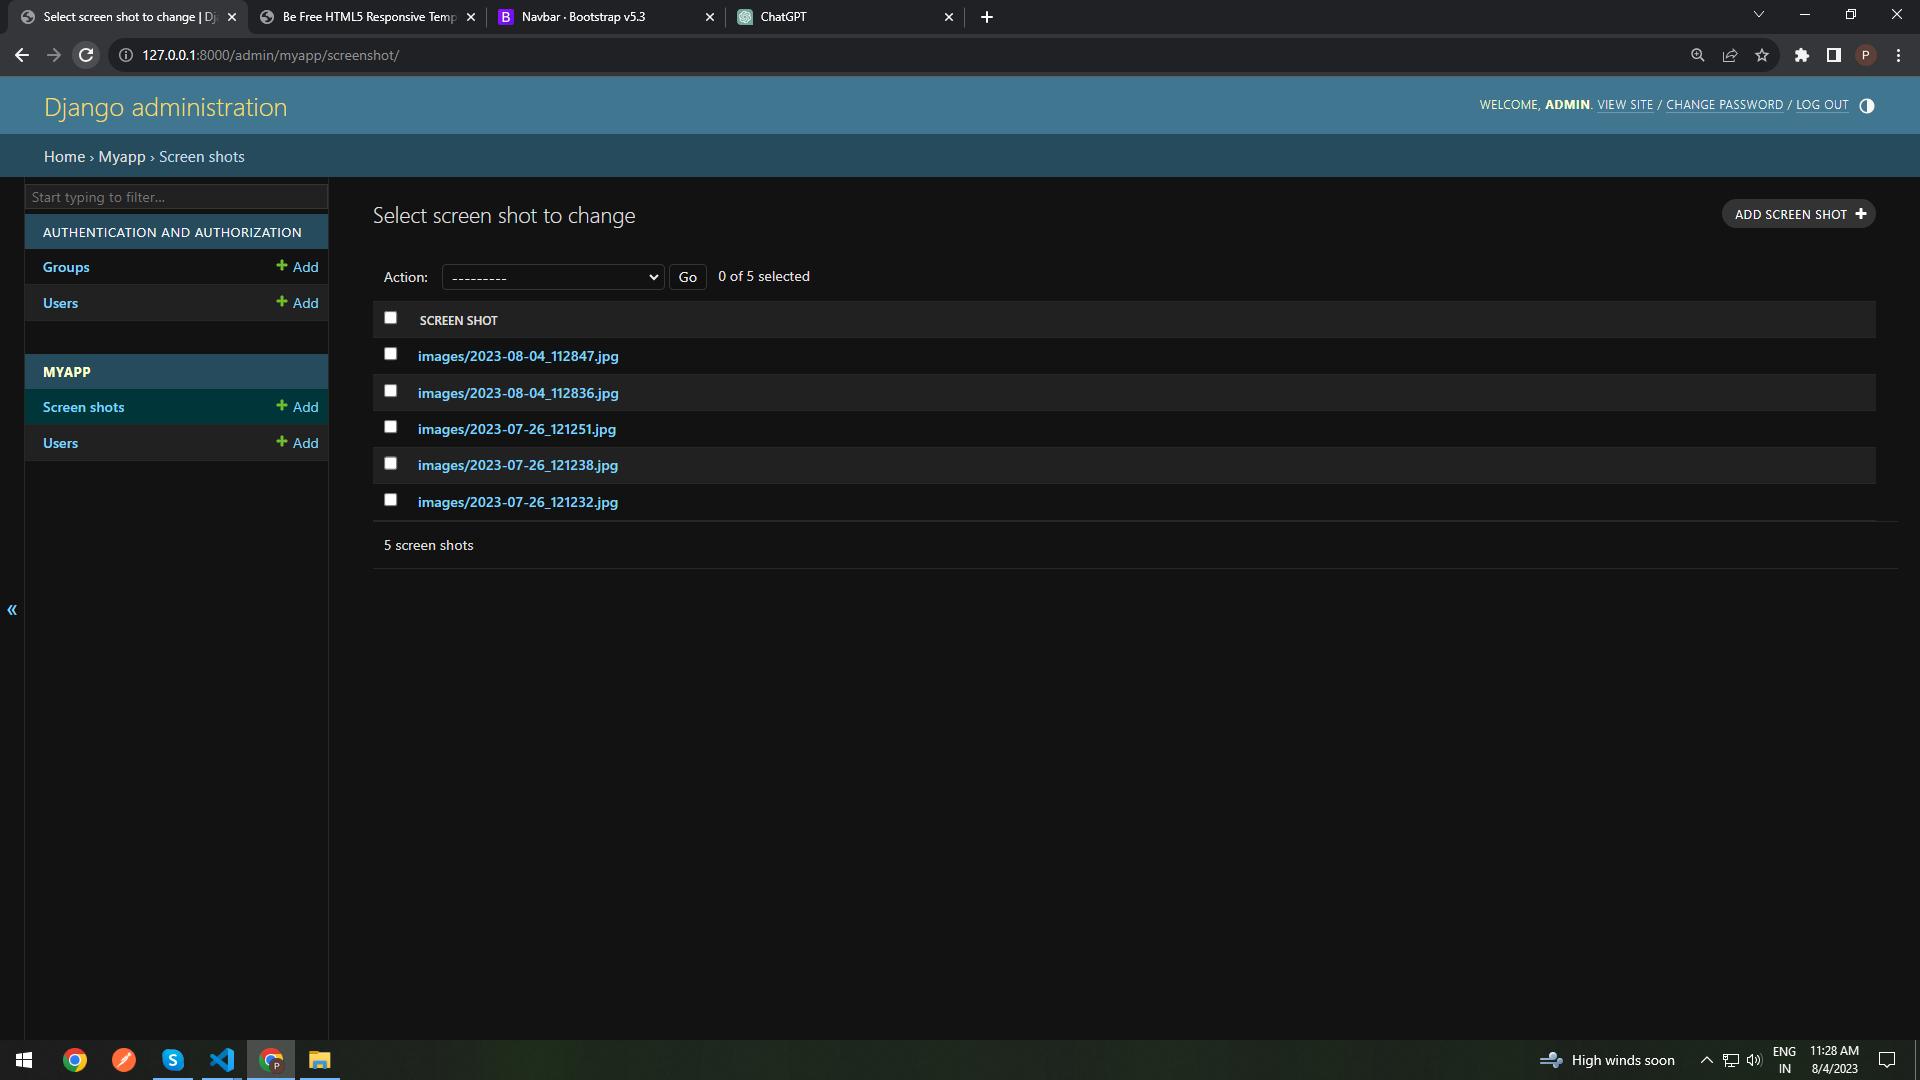 Select screen shot to change | Dj
Be Free HTML5 Responsive Temp
B Navbar · Bootstrap v5.3
ChatGPT
127.0.0.1:8000/admin/myapp/screenshot/
P
Django administration
WELCOME, ADMIN. VIEW SITE / CHANGE PASSWORD / LOG OUT
Home › Myapp › Screen shots
Start typing to filter...
AUTHENTICATION AND AUTHORIZATION
Groups + Add
Users + Add
MYAPP
Screen shots + Add
Users + Add
«
Select screen shot to change
ADD SCREEN SHOT +
Action: --------- Go 0 of 5 selected
SCREEN SHOT
images/2023-08-04_112847.jpg
images/2023-08-04_112836.jpg
images/2023-07-26_121251.jpg
images/2023-07-26_121238.jpg
images/2023-07-26_121232.jpg
5 screen shots
S
P
High winds soon
ENG
IN
11:28 AM
8/4/2023